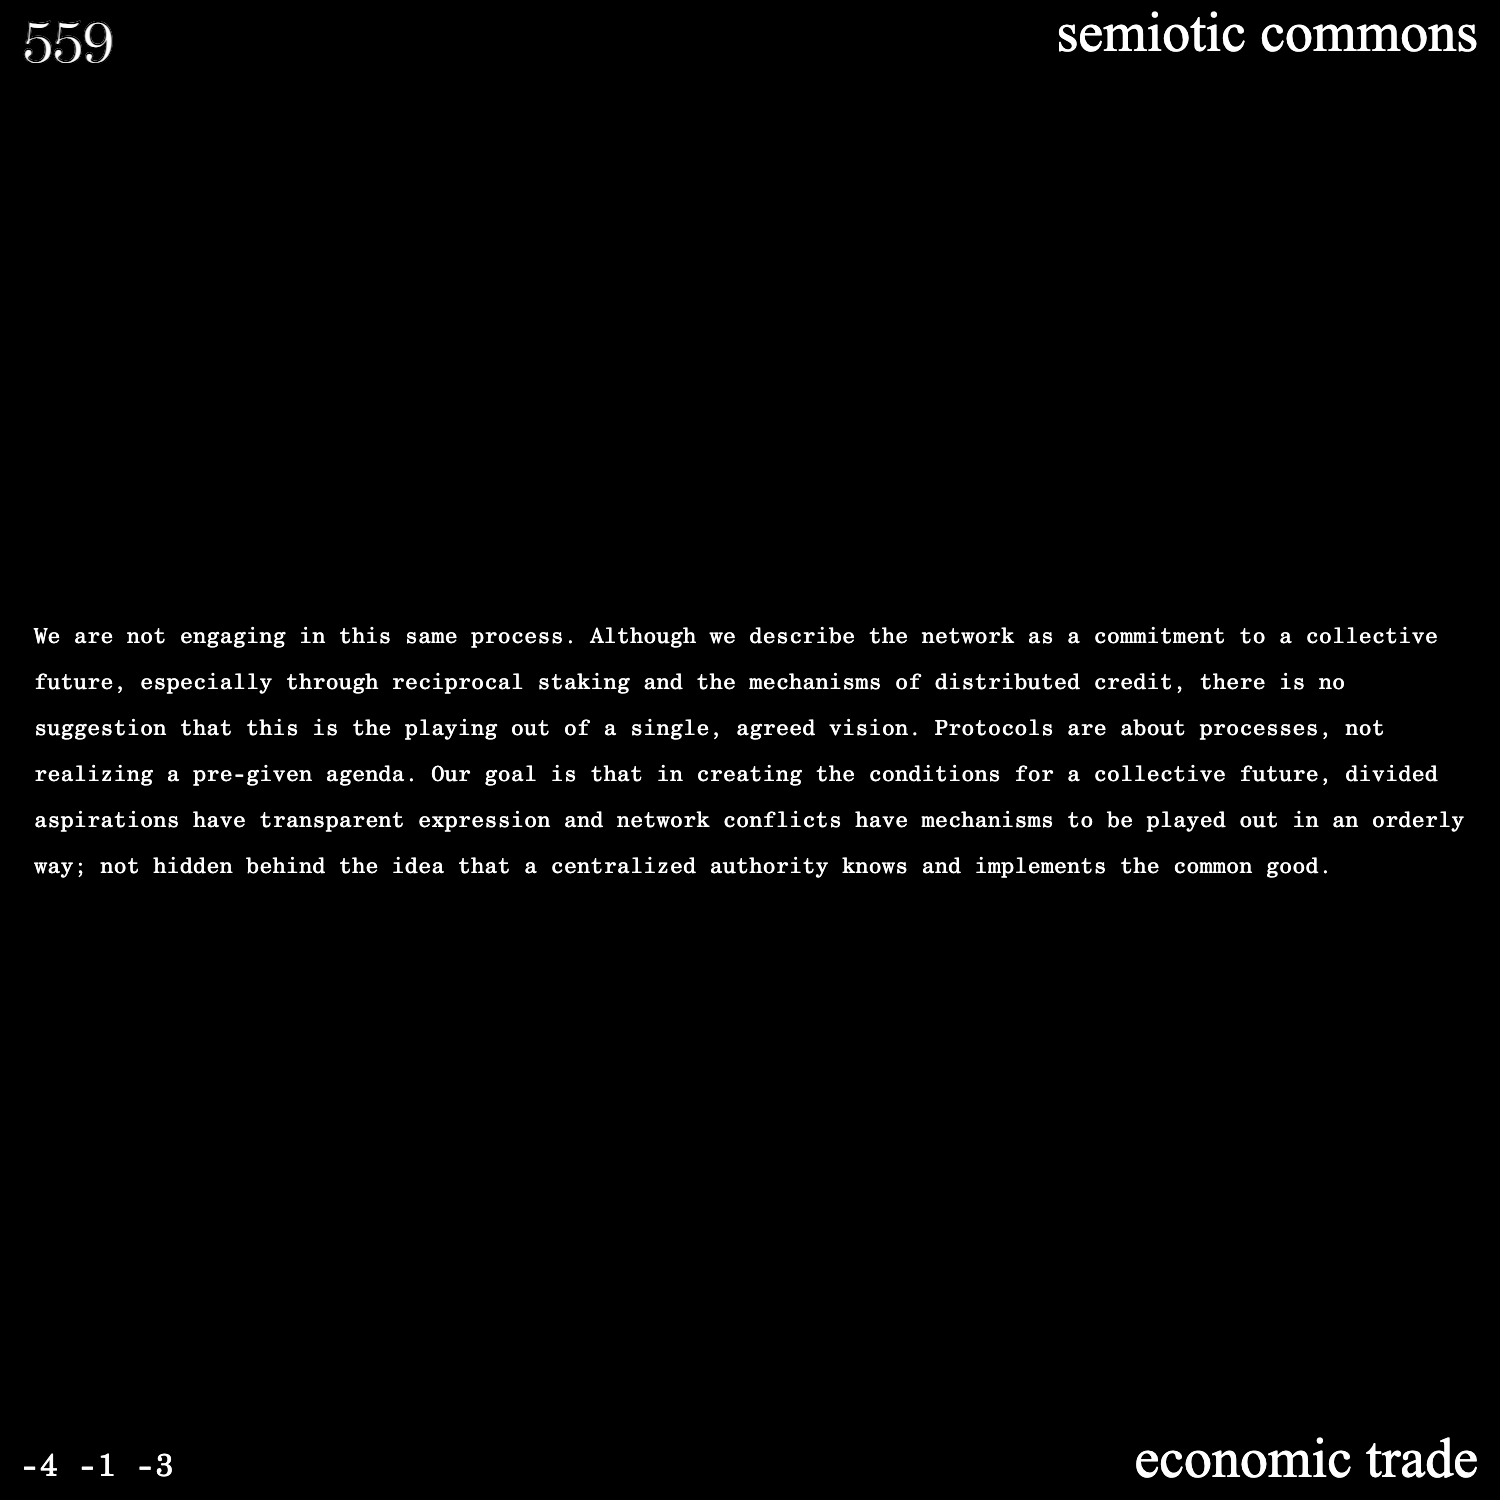 559
semiotic commons
We are not engaging in this same process. Although we describe the network as a commitment to a collective
future, especially through reciprocal staking and the mechanisms of distributed credit, there is no
suggestion that this is the playing out of a single, agreed vision. Protocols are about processes, not
realizing a pre-given agenda. Our goal is that in creating the conditions for a collective future, divided
aspirations have transparent expression and network conflicts have mechanisms to be played out in an orderly
way; not hidden behind the idea that a centralized authority knows and implements the common good.
-4 -1 -3
economic trade